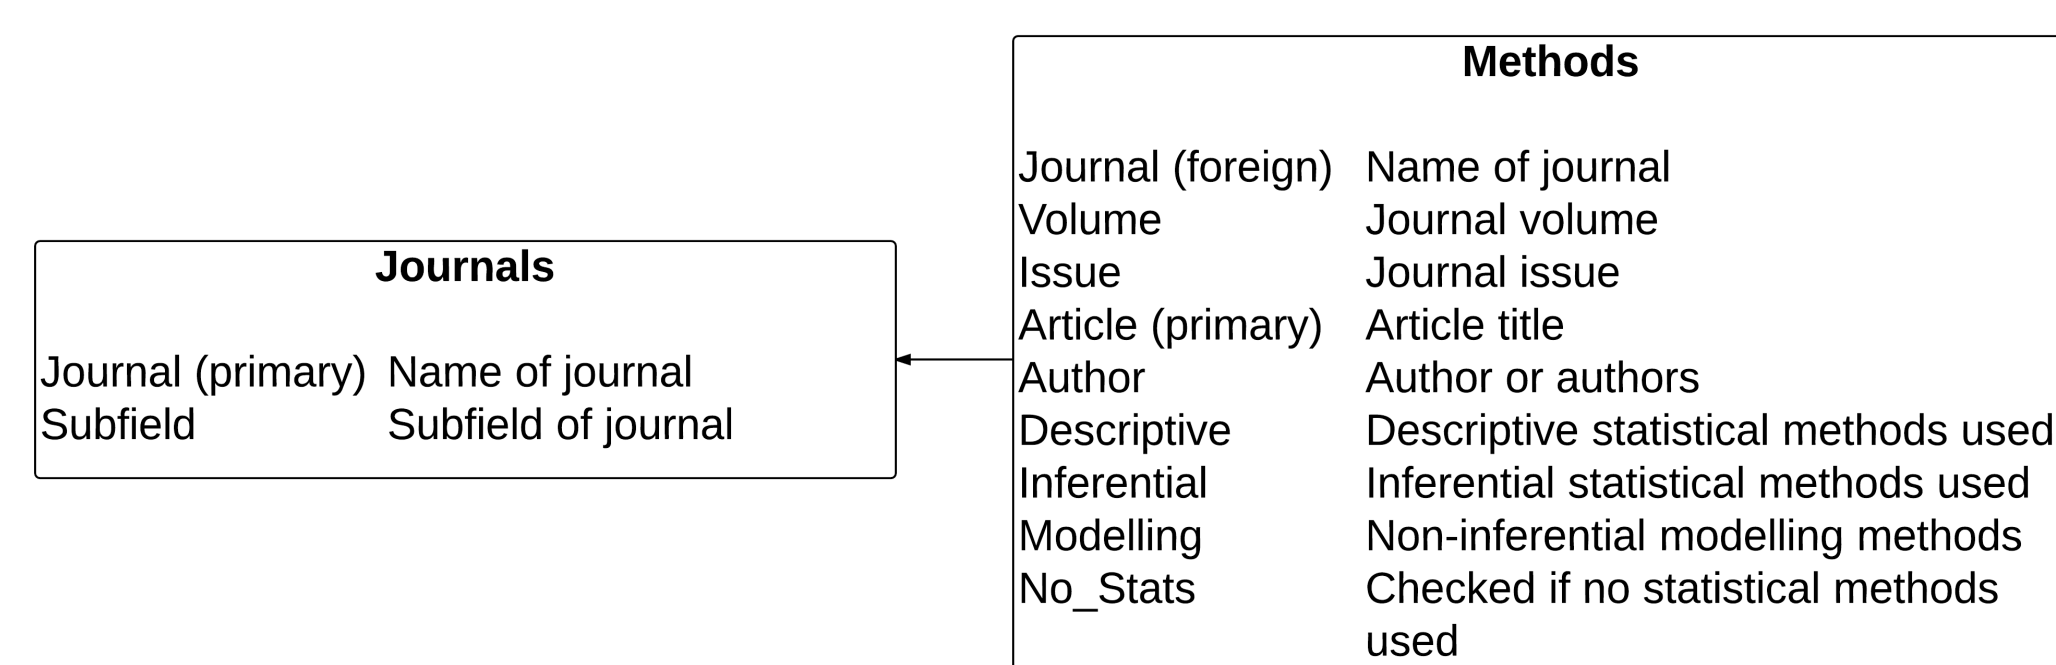 Methods
Journal (foreign) Name of journal
Volume Journal volume
Issue Journal issue
Article (primary) Article title
Author Author or authors
Descriptive Descriptive statistical methods used
Inferential Inferential statistical methods used
Modelling Non-inferential modelling methods
No_Stats Checked if no statistical methods
used
Journals
Journal (primary) Name of journal
Subfield Subfield of journal